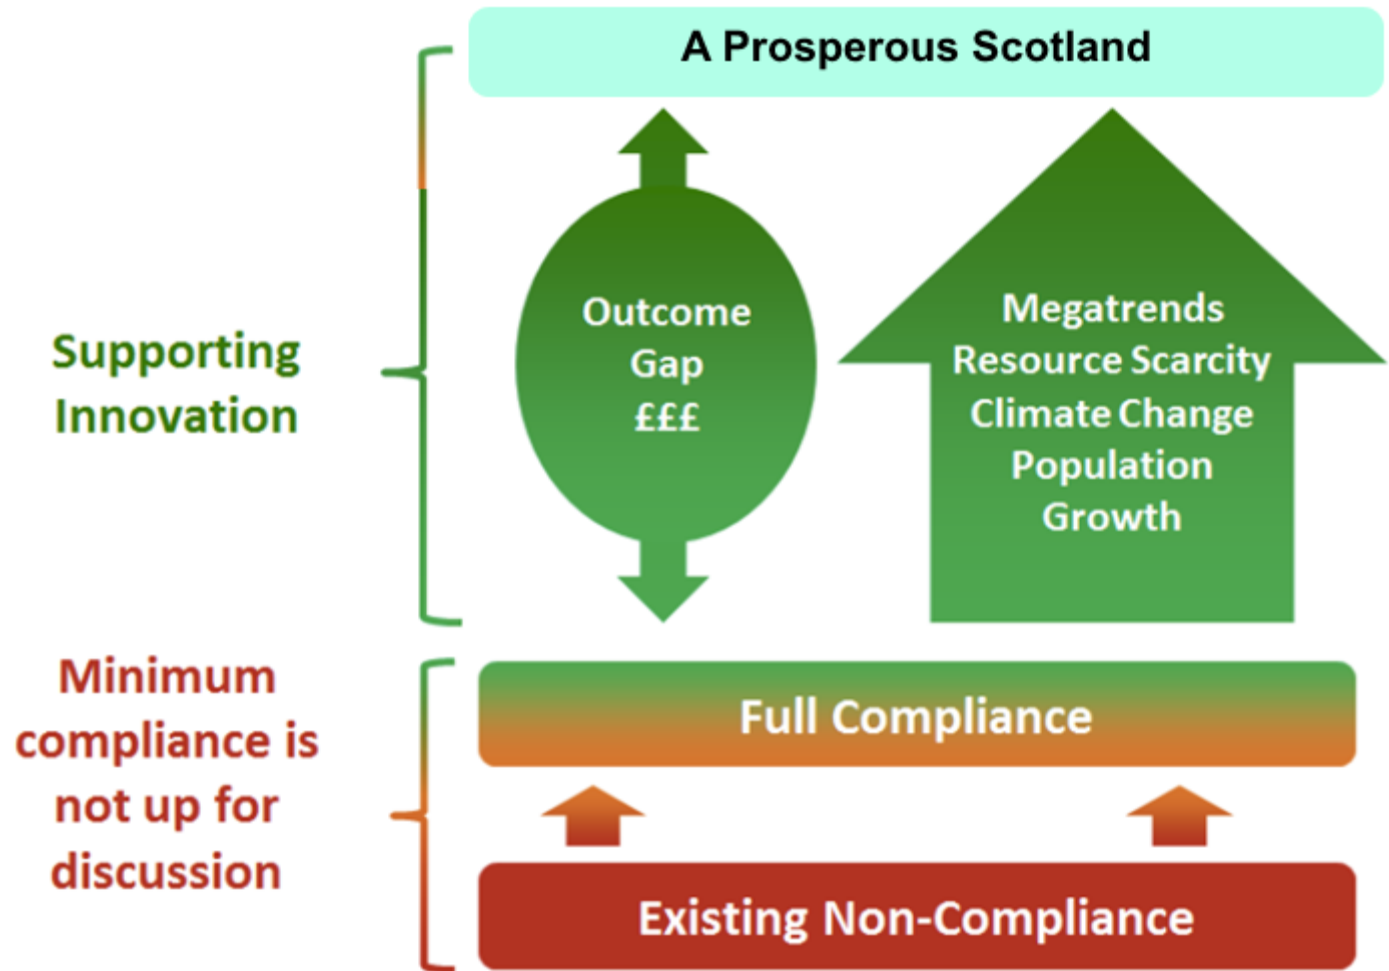 A Prosperous Scotland
Supporting
Innovation
Outcome
Gap
£££
Megatrends
Resource Scarcity
Climate Change
Population
Growth
Minimum
compliance is
not up for
discussion
Full Compliance
Existing Non-Compliance